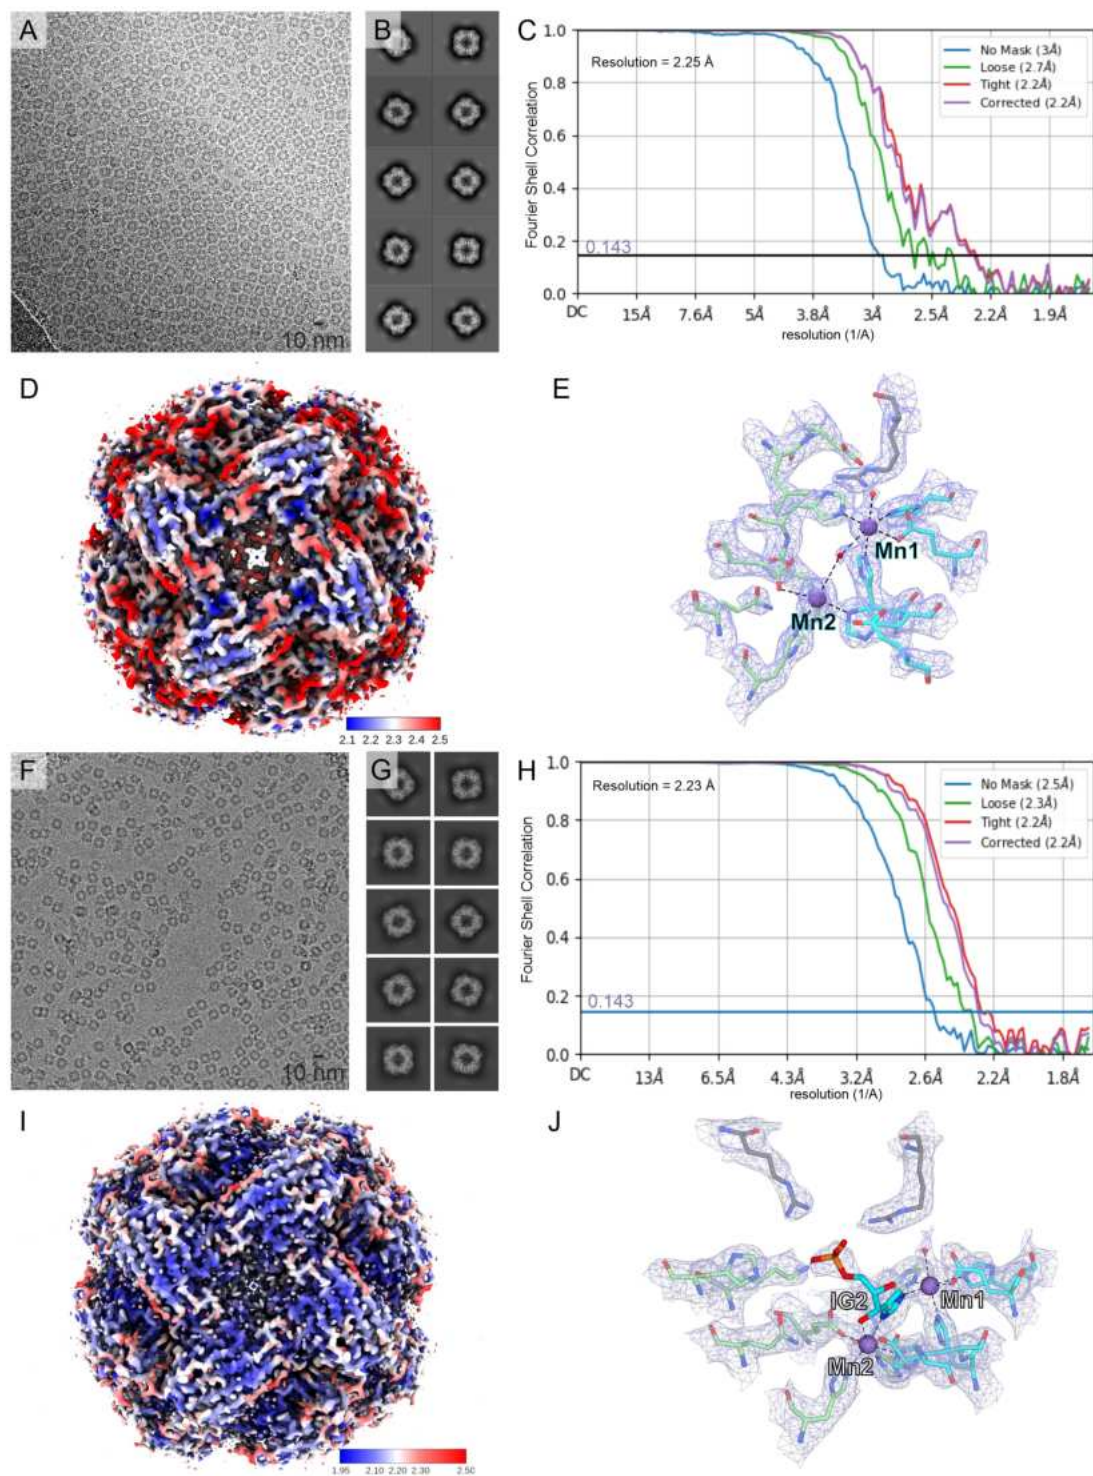 A
10 nm
B
C
Resolution = 2.25 Å
No Mask (3Å)
Loose (2.7Å)
Tight (2.2Å)
Corrected (2.2Å)
Fourier Shell Correlation
1.0
0.8
0.6
0.4
0.2
0.0
0.143
DC 15Å 7.6Å 5Å 3.8Å 3Å 2.5Å 2.2Å 1.9Å
resolution (1/A)
D
2.1 2.2 2.3 2.4 2.5
E
Mn1
Mn2
F
10 nm
G
H
Resolution = 2.23 Å
No Mask (2.5Å)
Loose (2.3Å)
Tight (2.2Å)
Corrected (2.2Å)
Fourier Shell Correlation
1.0
0.8
0.6
0.4
0.2
0.0
0.143
DC 13Å 6.5Å 4.3Å 3.2Å 2.6Å 2.2Å 1.8Å
resolution (1/A)
I
1.95 2.10 2.20 2.30 2.50
J
IG2
Mn1
Mn2